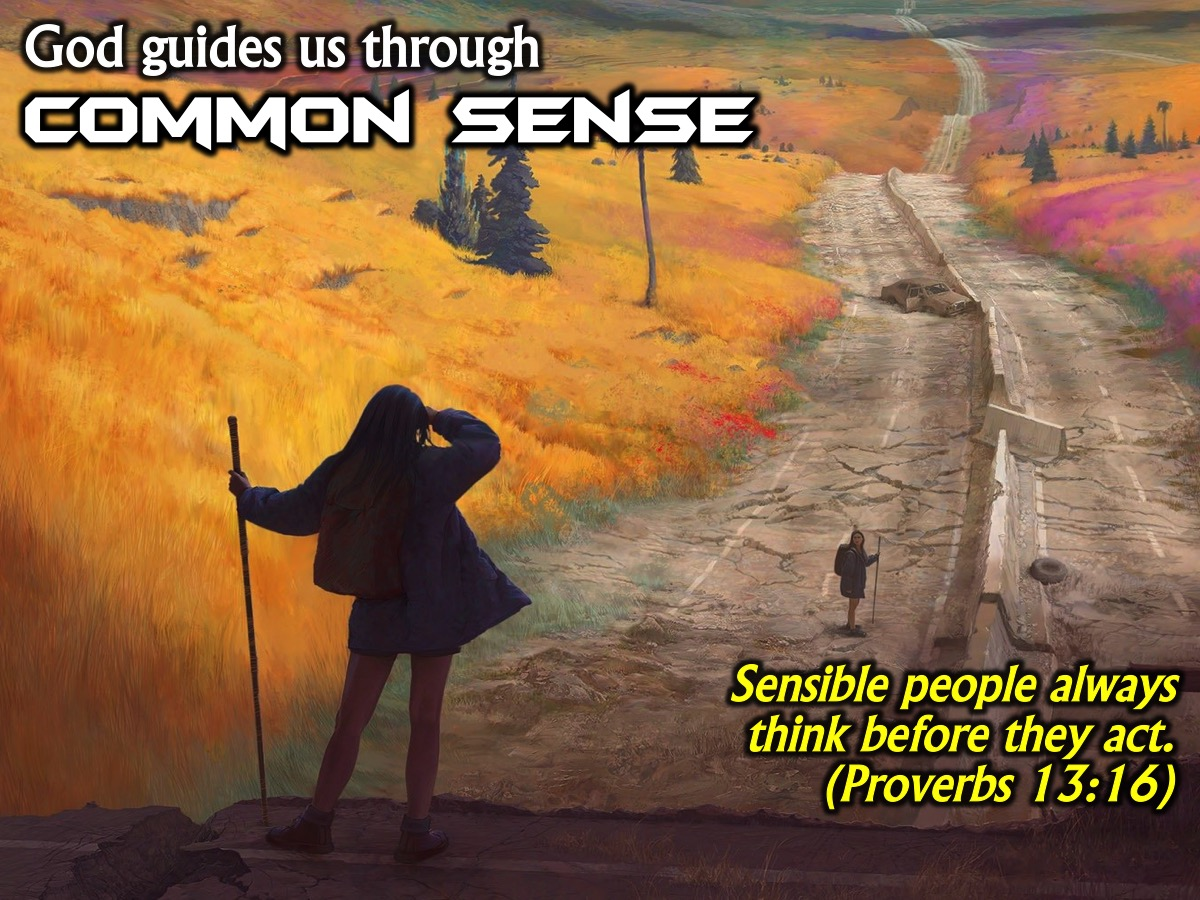 God guides us through
COMMON SENSE
Sensible people always
think before they act.
(Proverbs 13:16)